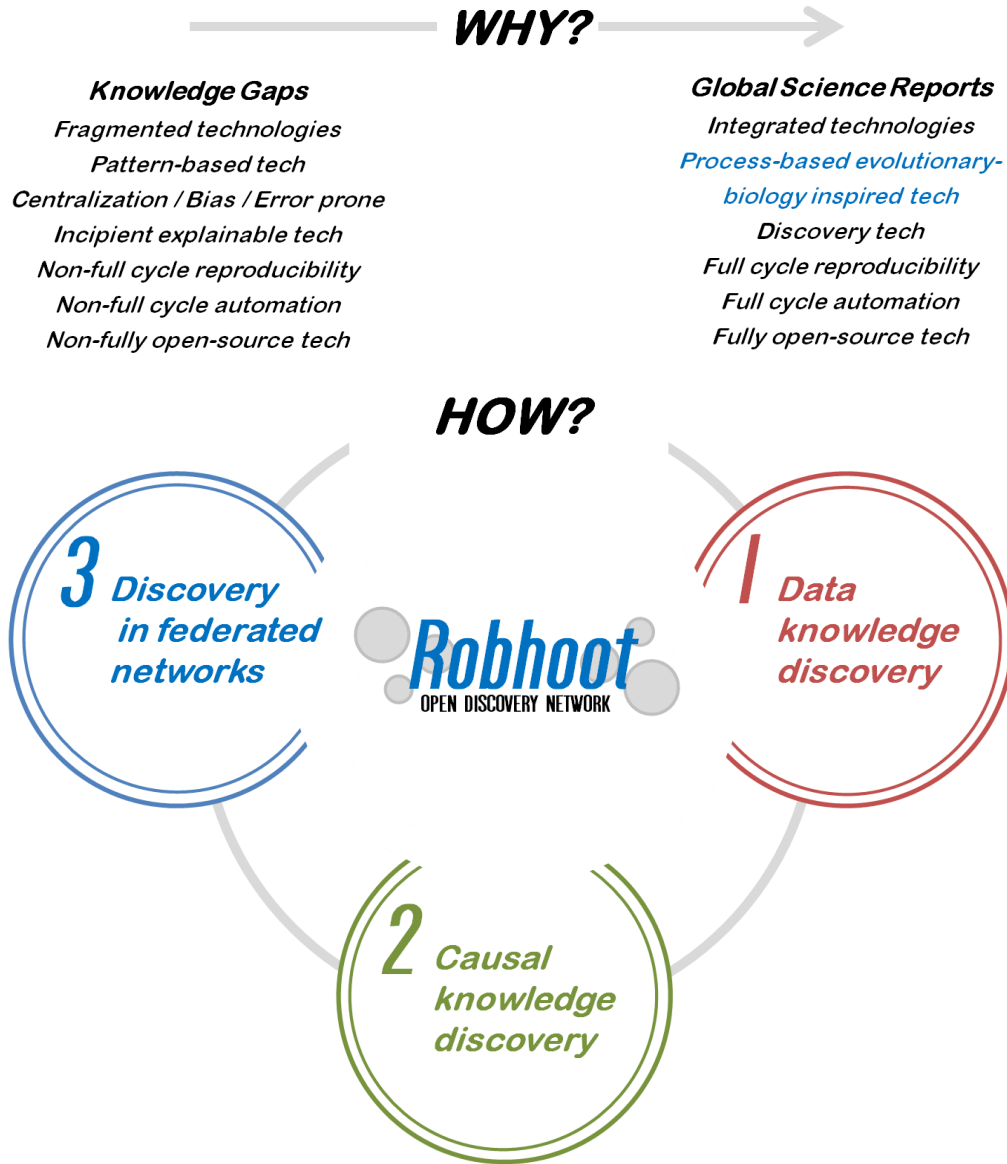 WHY?
Knowledge Gaps
Fragmented technologies
Pattern-based tech
Centralization / Bias / Error prone
Incipient explainable tech
Non-full cycle reproducibility
Non-full cycle automation
Non-fully open-source tech
Global Science Reports
Integrated technologies
Process-based evolutionary-
biology inspired tech
Discovery tech
Full cycle reproducibility
Full cycle automation
Fully open-source tech
HOW?
1 Data
knowledge
discovery
2 Causal
knowledge
discovery
3 Discovery
in federated
networks
Robhoot
OPEN DISCOVERY NETWORK